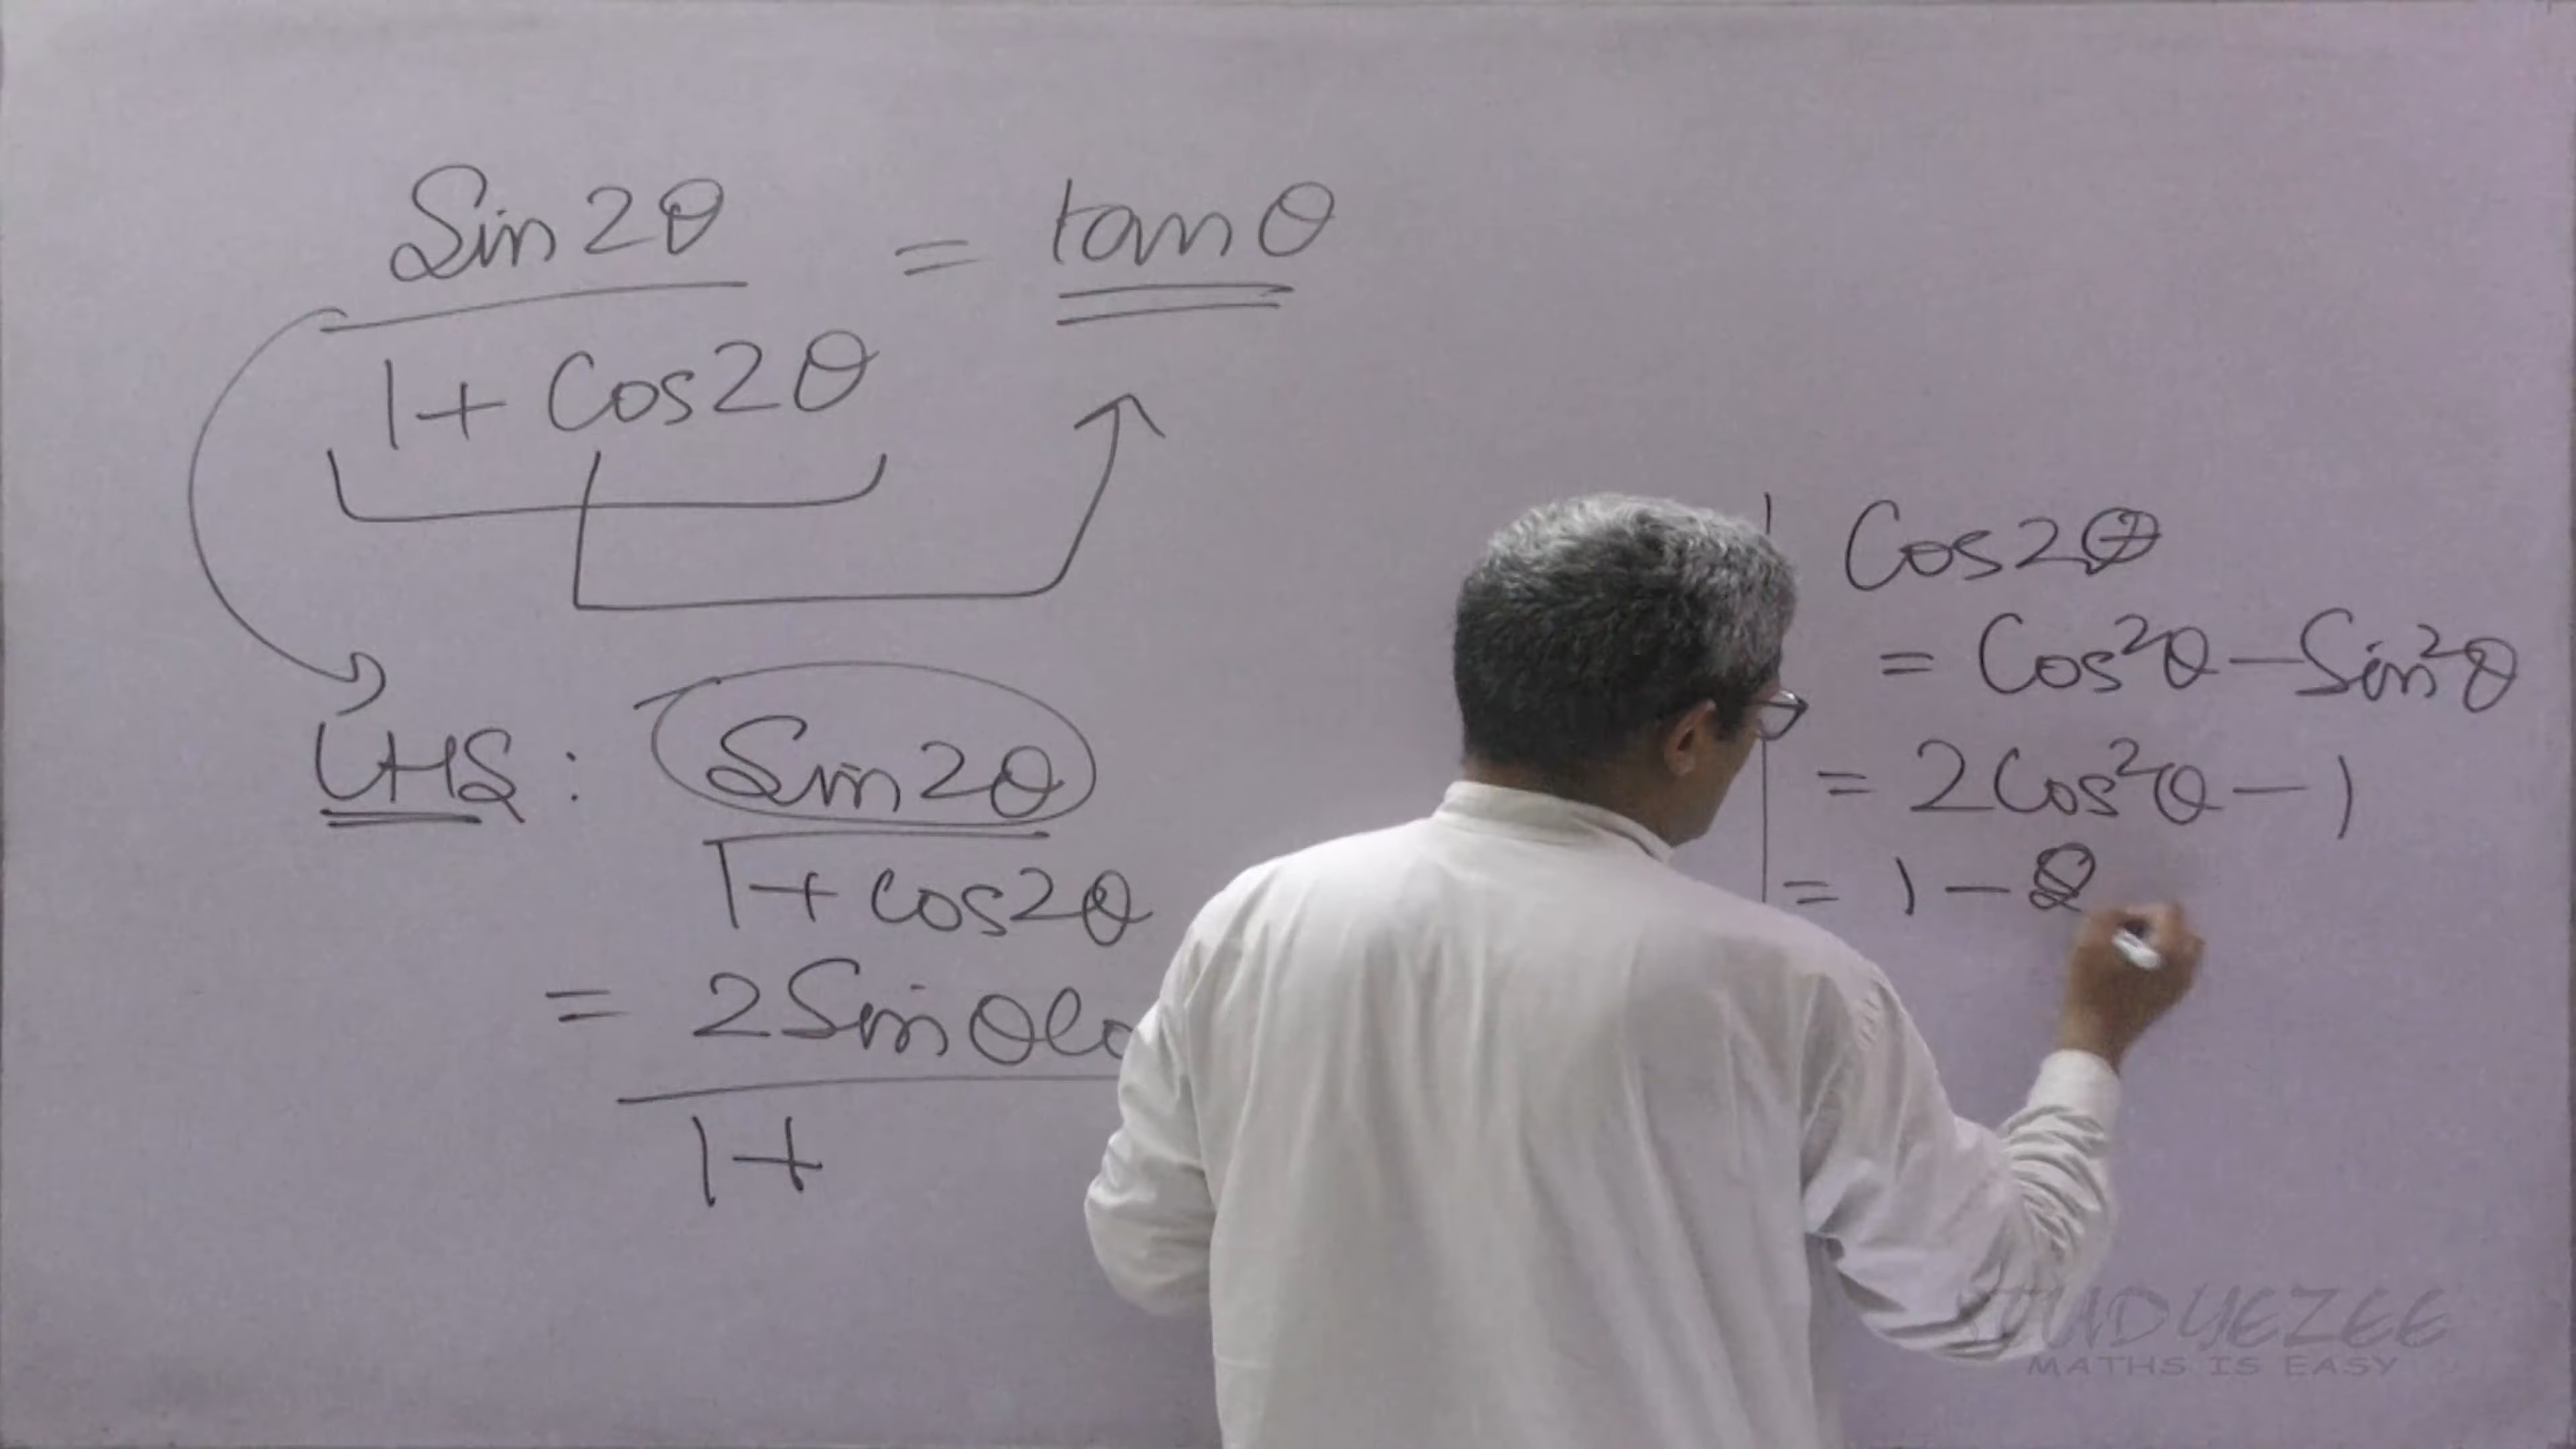 Sin2θ = tanθ
1+ Cos2θ
LHS : Sin2θ
1+ cos2θ
= 2Sinθ
1+
Cos2θ
= Cos²θ - Sin²θ
= 2Cos²θ - 1
= 1 - 2
STUDYEZEE
MATHS IS EASY